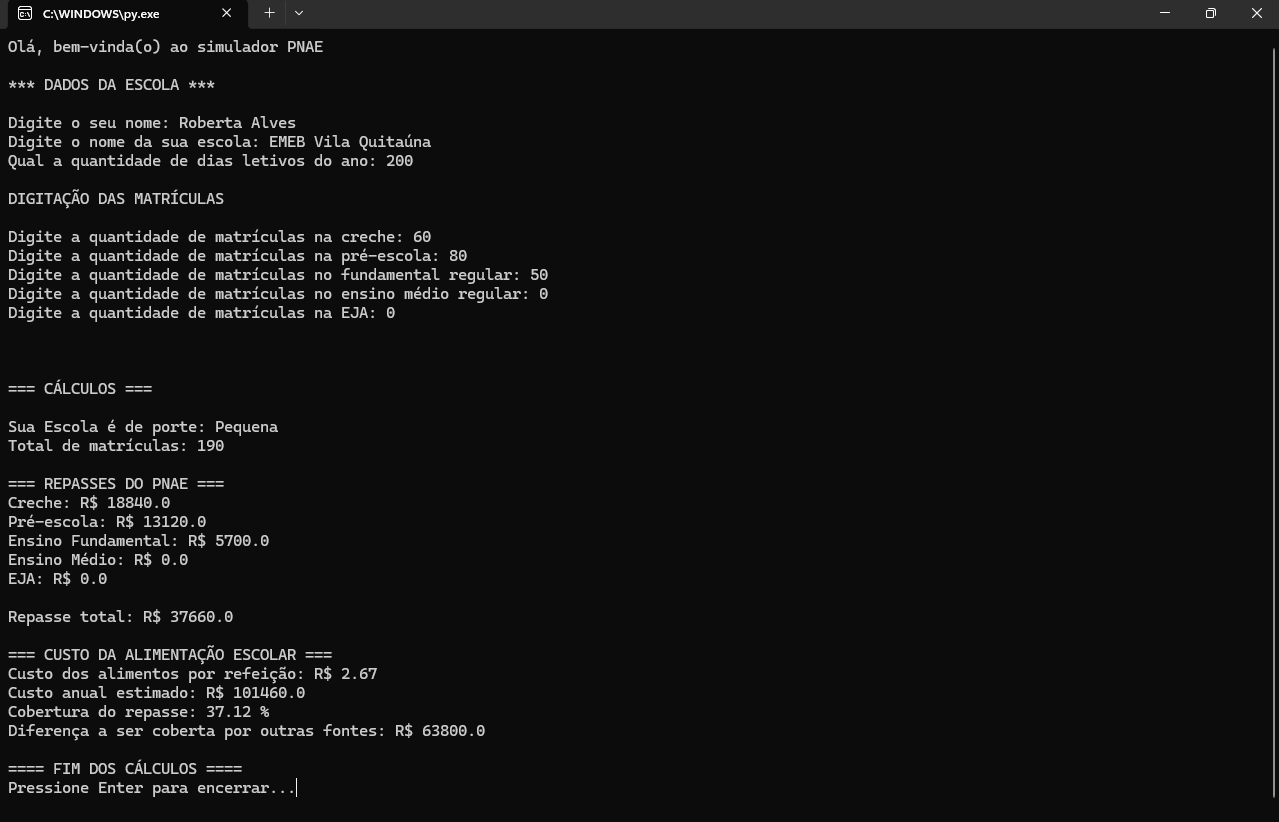 C:\WINDOWS\py.exe
Olá, bem-vinda(o) ao simulador PNAE
*** DADOS DA ESCOLA ***
Digite o seu nome: Roberta Alves
Digite o nome da sua escola: EMEB Vila Quitaúna
Qual a quantidade de dias letivos do ano: 200
DIGITAÇÃO DAS MATRÍCULAS
Digite a quantidade de matrículas na creche: 60
Digite a quantidade de matrículas na pré-escola: 80
Digite a quantidade de matrículas no fundamental regular: 50
Digite a quantidade de matrículas no ensino médio regular: 0
Digite a quantidade de matrículas na EJA: 0
=== CÁLCULOS ===
Sua Escola é de porte: Pequena
Total de matrículas: 190
=== REPASSES DO PNAE ===
Creche: R$ 18840.0
Pré-escola: R$ 13120.0
Ensino Fundamental: R$ 5700.0
Ensino Médio: R$ 0.0
EJA: R$ 0.0
Repasse total: R$ 37660.0
=== CUSTO DA ALIMENTAÇÃO ESCOLAR ===
Custo dos alimentos por refeição: R$ 2.67
Custo anual estimado: R$ 101460.0
Cobertura do repasse: 37.12 %
Diferença a ser coberta por outras fontes: R$ 63800.0
==== FIM DOS CÁLCULOS ====
Pressione Enter para encerrar...